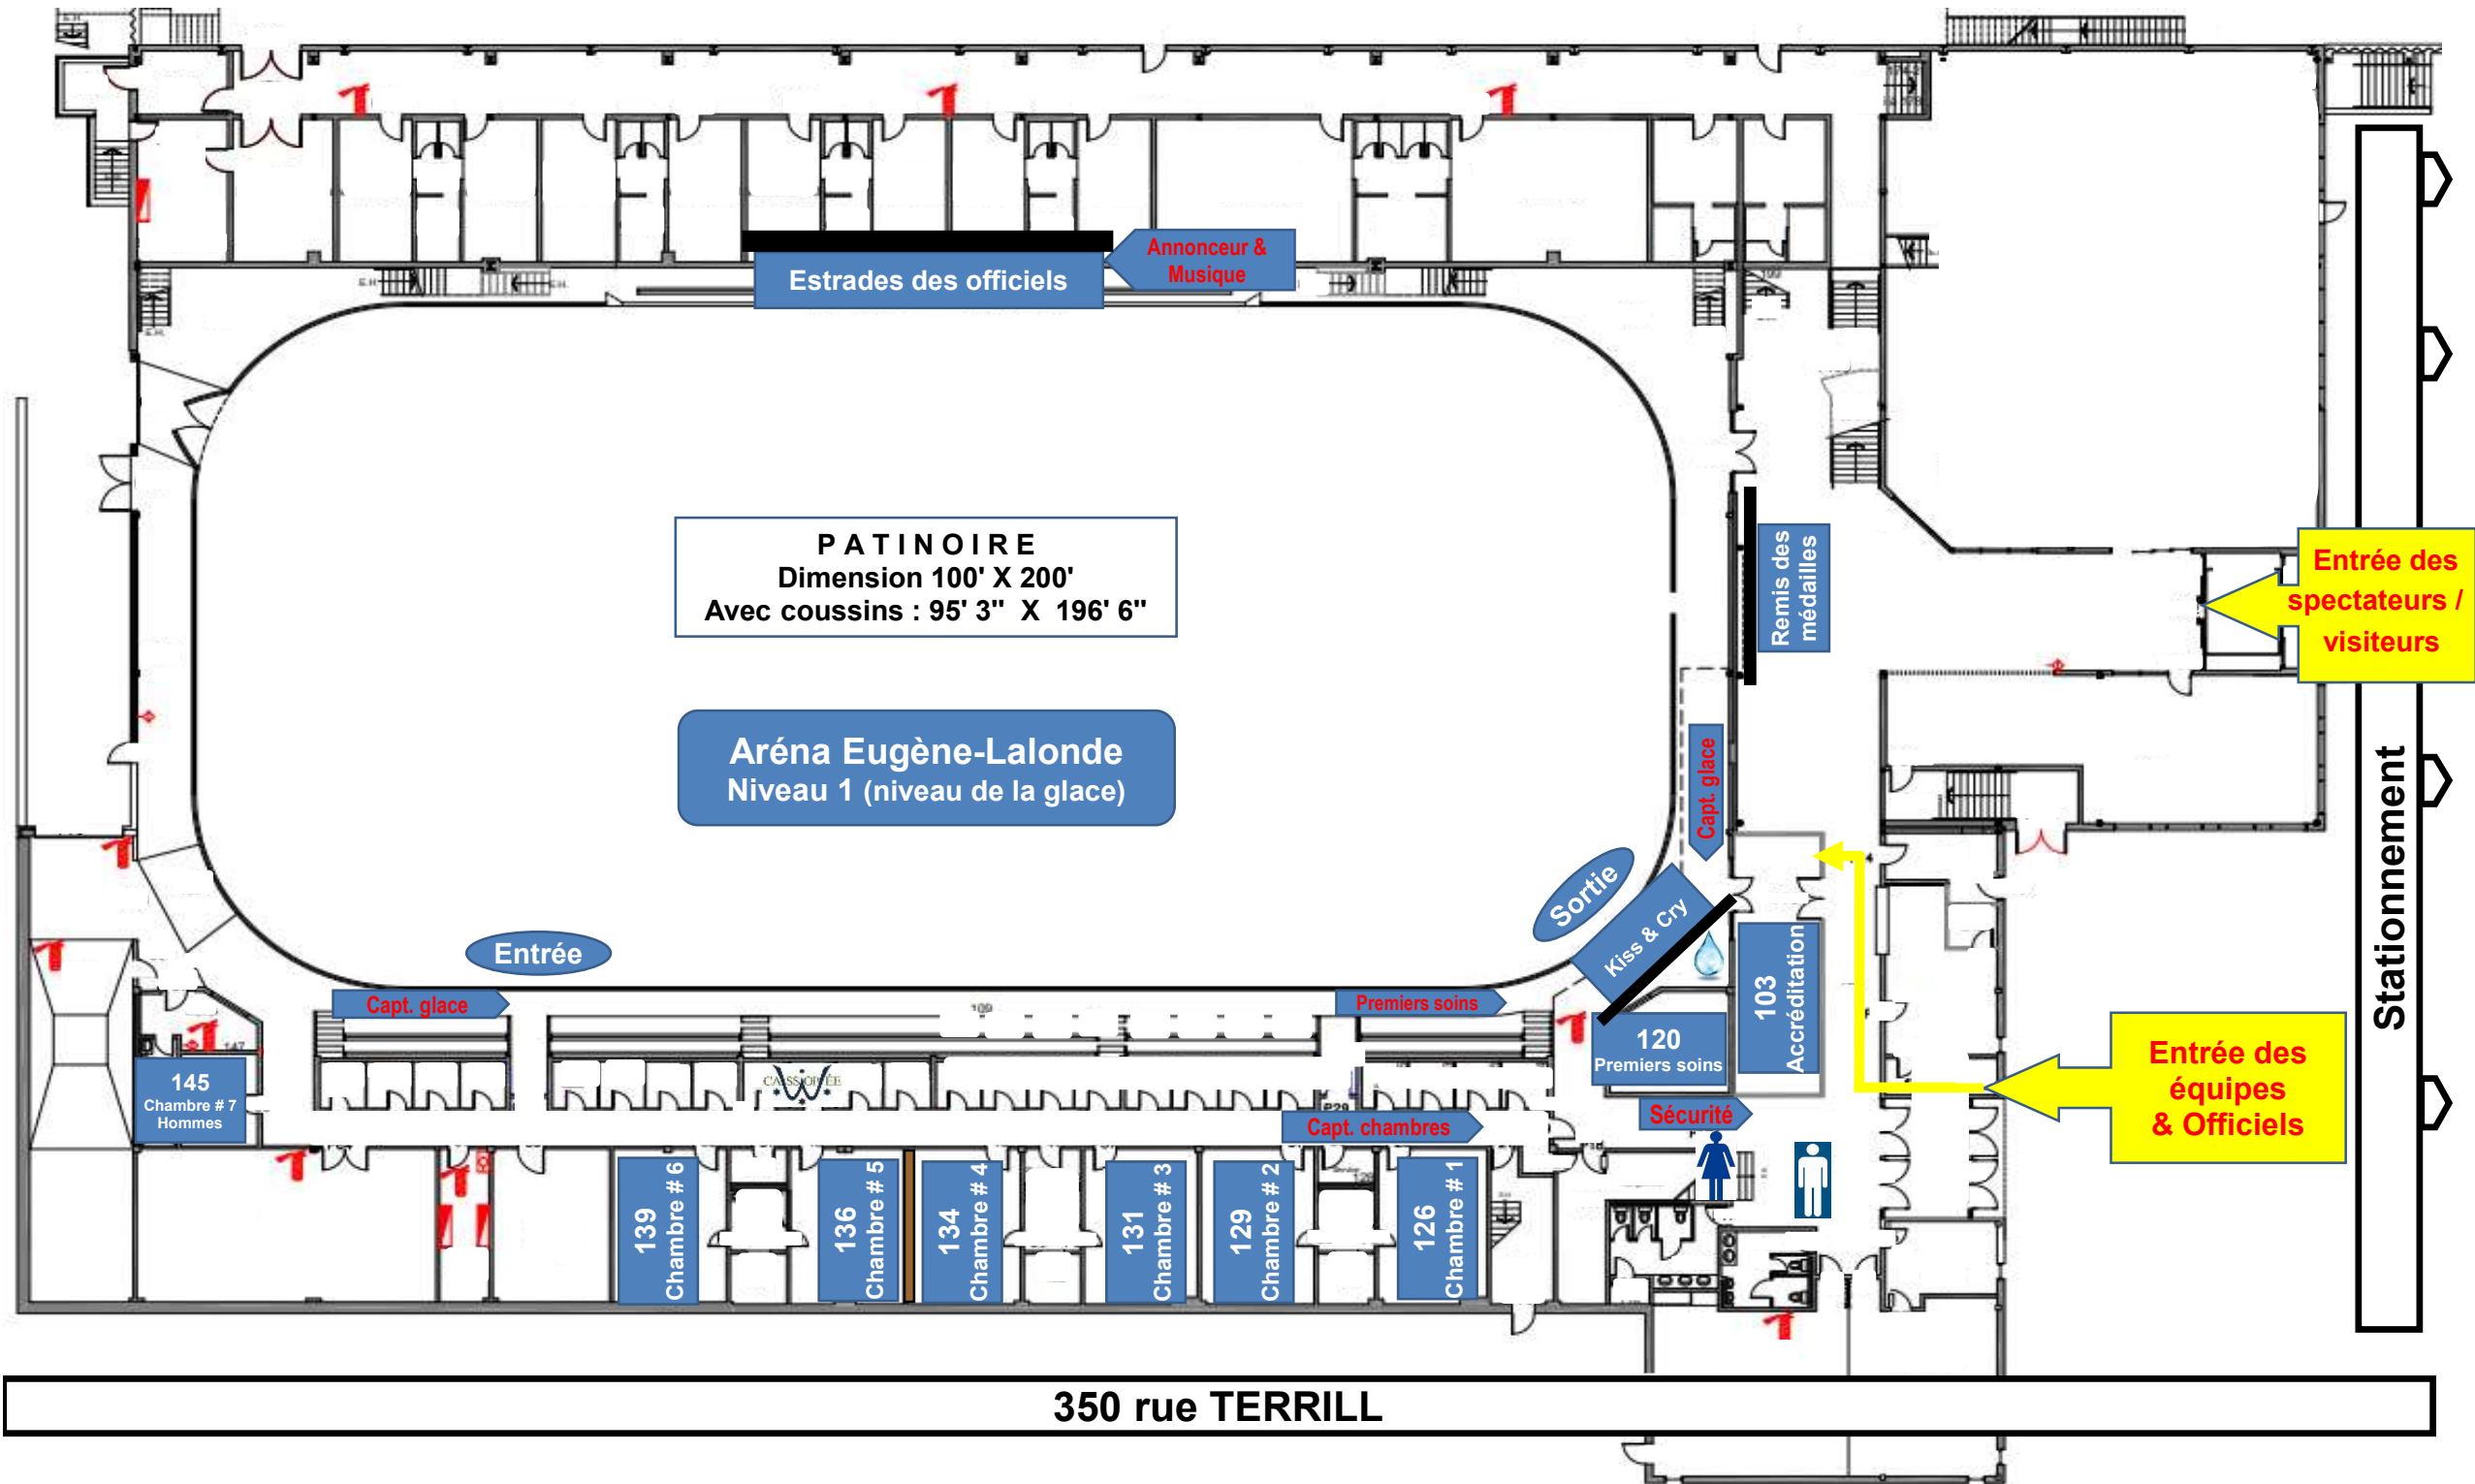 Annonceur &
Musique
Estrades des officiels
P A T I N O I R E
Dimension 100' X 200'
Avec coussins : 95' 3" X 196' 6"
Aréna Eugène-Lalonde
Niveau 1 (niveau de la glace)
Remis des
médailles
Entrée des
spectateurs /
visiteurs
Stationnement
Capt. glace
Sortie
Kiss & Cry
Entrée
Capt. glace
109
Premiers soins
103
Accréditation
120
Premiers soins
147
145
Chambre # 7
Hommes
CASSIOPÉE
Capt. chambres
Sécurité
Entrée des
équipes
& Officiels
139
Chambre # 6
136
Chambre # 5
134
Chambre # 4
131
Chambre # 3
129
Chambre # 2
126
Chambre # 1
350 rue TERRILL